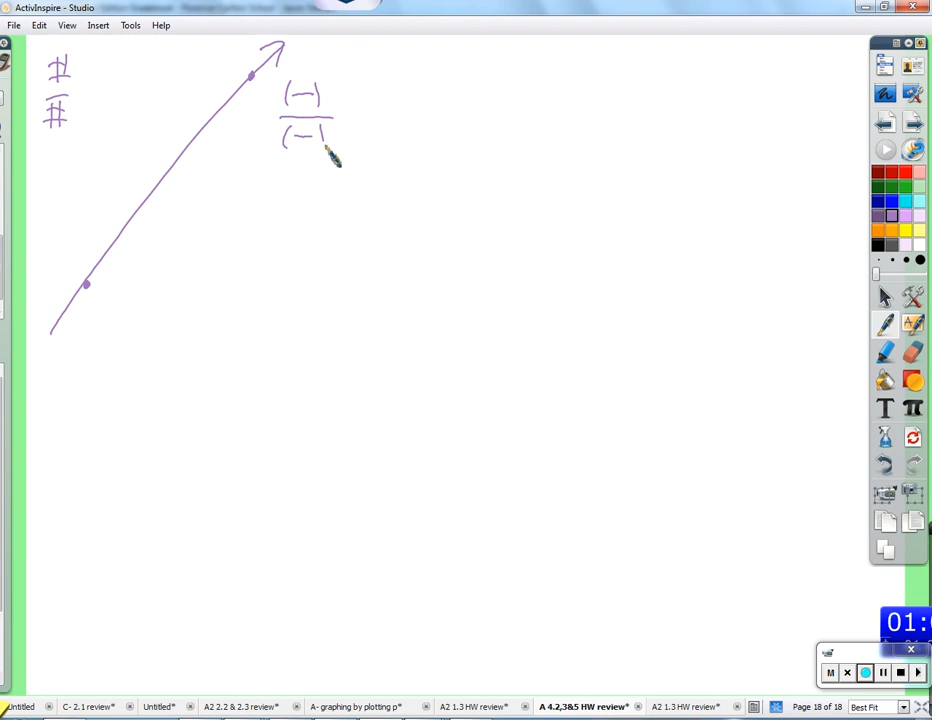 ActivInspire - Studio
File Edit View Insert Tools Help
#
#
(-)
(-)
T π
01:
M
Untitled C- 2.1 review* Untitled* A2 2.2 & 2.3 review* A- graphing by plotting p* A2 1.3 HW review* A 4.2,3&5 HW review* A2 1.3 HW review* Page 18 of 18 Best Fit